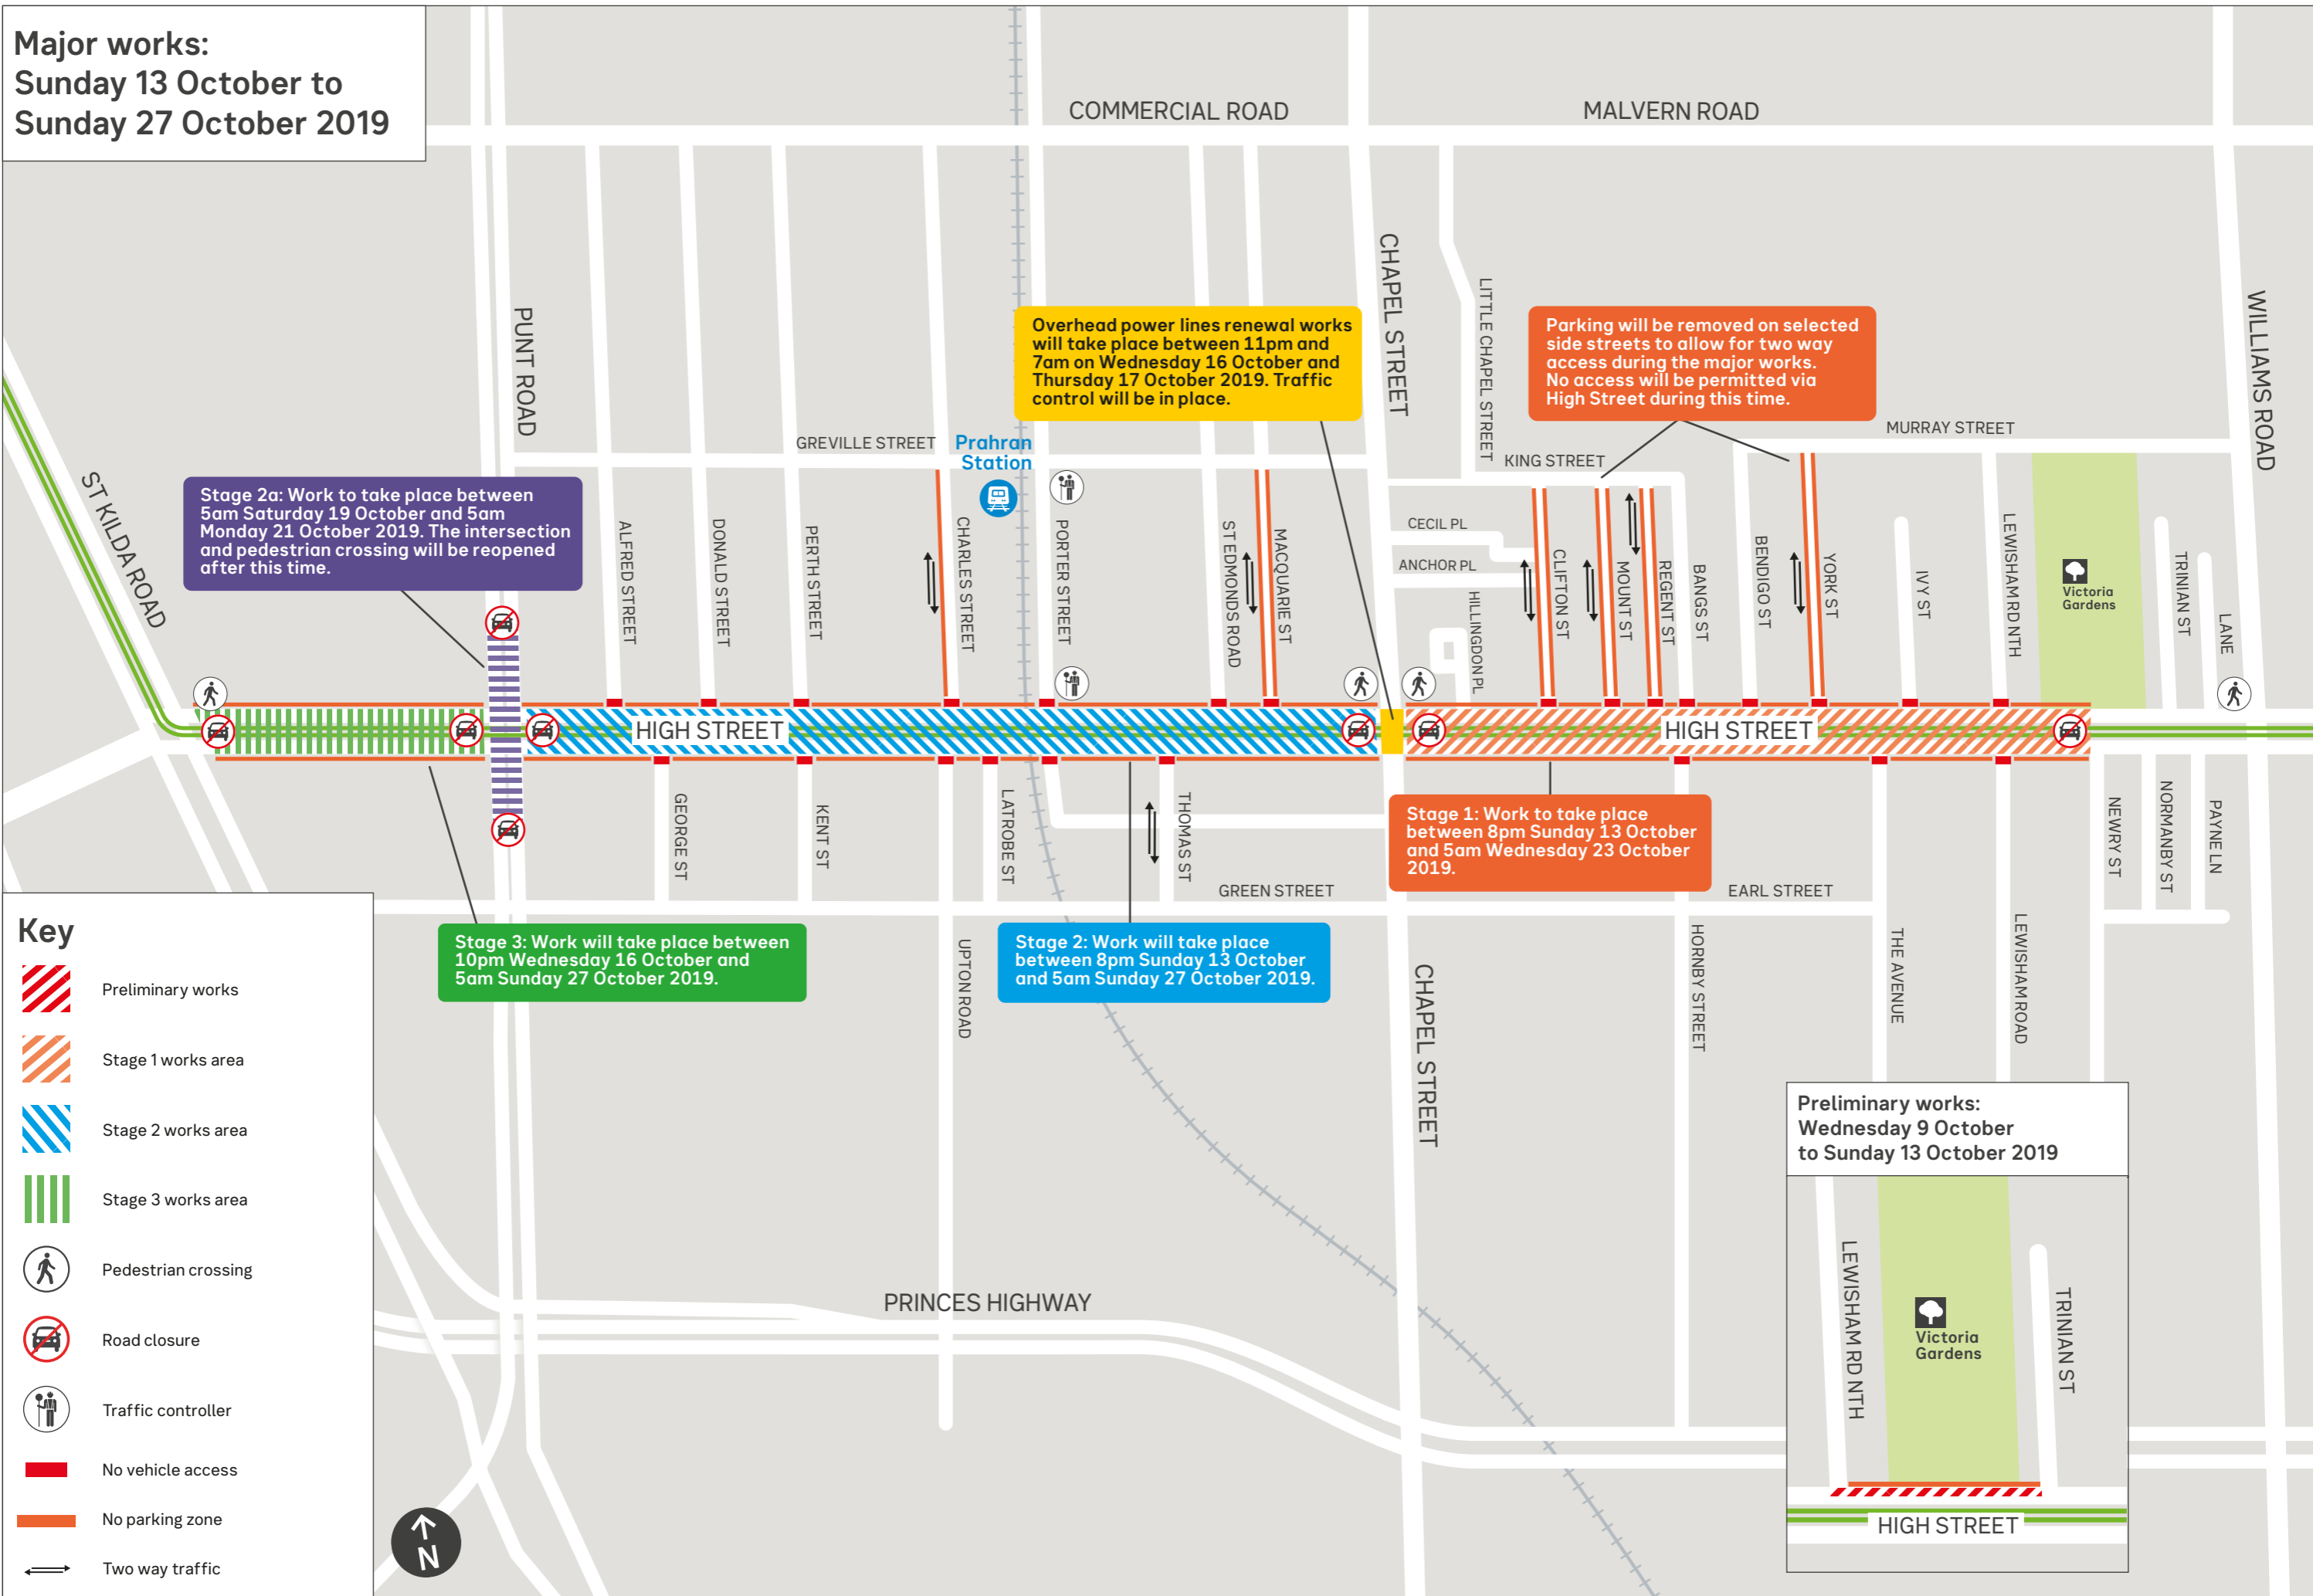 Major works:
Sunday 13 October to
Sunday 27 October 2019
COMMERCIAL ROAD
MALVERN ROAD
PUNT ROAD
CHAPEL STREET
LITTLE CHAPEL STREET
WILLIAMS ROAD
ST KILDA ROAD
Overhead power lines renewal works
will take place between 11pm and
7am on Wednesday 16 October and
Thursday 17 October 2019. Traffic
control will be in place.
Parking will be removed on selected
side streets to allow for two way
access during the major works.
No access will be permitted via
High Street during this time.
GREVILLE STREET
Prahran
Station
KING STREET
MURRAY STREET
Stage 2a: Work to take place between
5am Saturday 19 October and 5am
Monday 21 October 2019. The intersection
and pedestrian crossing will be reopened
after this time.
ALFRED STREET
DONALD STREET
PERTH STREET
CHARLES STREET
PORTER STREET
ST EDMONDS ROAD
MACQUARIE ST
CECIL PL
ANCHOR PL
HILLINGDON PL
CLIFTON ST
MOUNT ST
REGENT ST
BANGS ST
BENDIGO ST
YORK ST
IVY ST
LEWISHAM RD NTH
Victoria
Gardens
TRINIAN ST
LANE
HIGH STREET
HIGH STREET
GEORGE ST
KENT ST
LATROBE ST
THOMAS ST
Stage 1: Work to take place
between 8pm Sunday 13 October
and 5am Wednesday 23 October
2019.
NEWRY ST
NORMANBY ST
PAYNE LN
GREEN STREET
EARL STREET
Stage 3: Work will take place between
10pm Wednesday 16 October and
5am Sunday 27 October 2019.
UPTON ROAD
Stage 2: Work will take place
between 8pm Sunday 13 October
and 5am Sunday 27 October 2019.
CHAPEL STREET
HORNBY STREET
THE AVENUE
LEWISHAM ROAD
PRINCES HIGHWAY
Key
Preliminary works
Stage 1 works area
Stage 2 works area
Stage 3 works area
Pedestrian crossing
Road closure
Traffic controller
No vehicle access
No parking zone
Two way traffic
N
Preliminary works:
Wednesday 9 October
to Sunday 13 October 2019
LEWISHAM RD NTH
Victoria
Gardens
TRINIAN ST
HIGH STREET